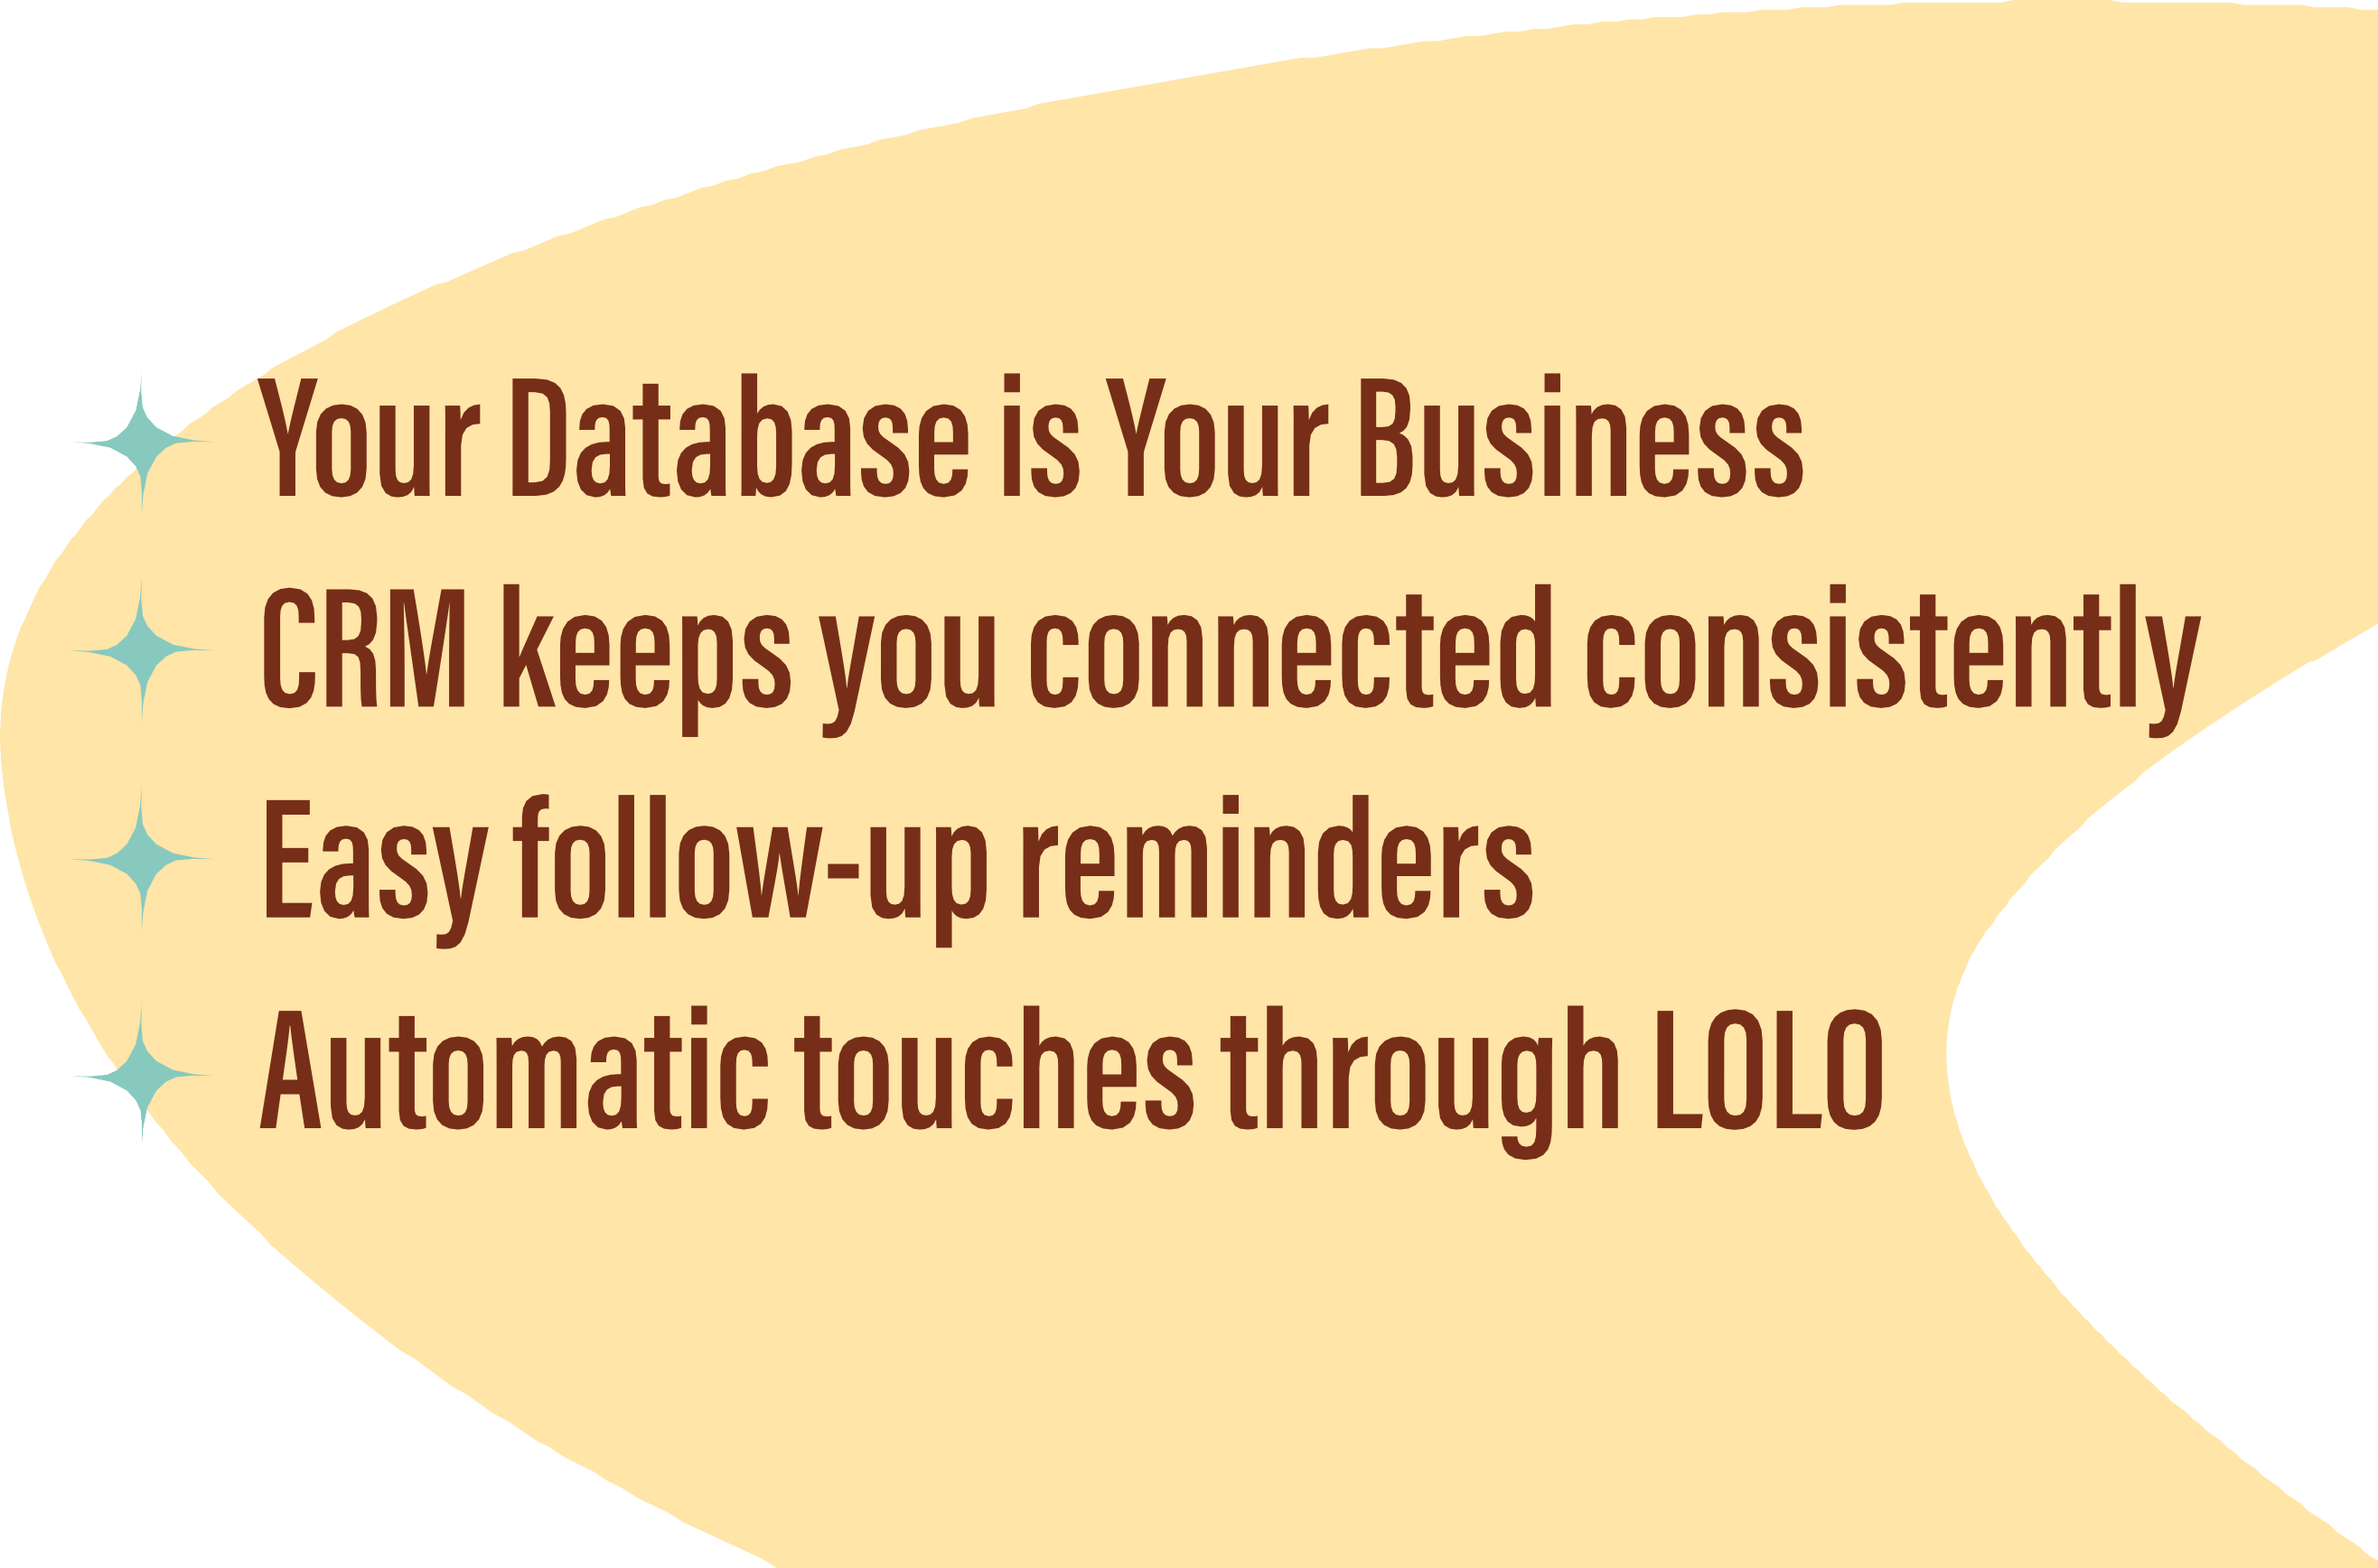 Your Database is Your Business
CRM keeps you connected consistently
Easy follow-up reminders
Automatic touches through LOLO